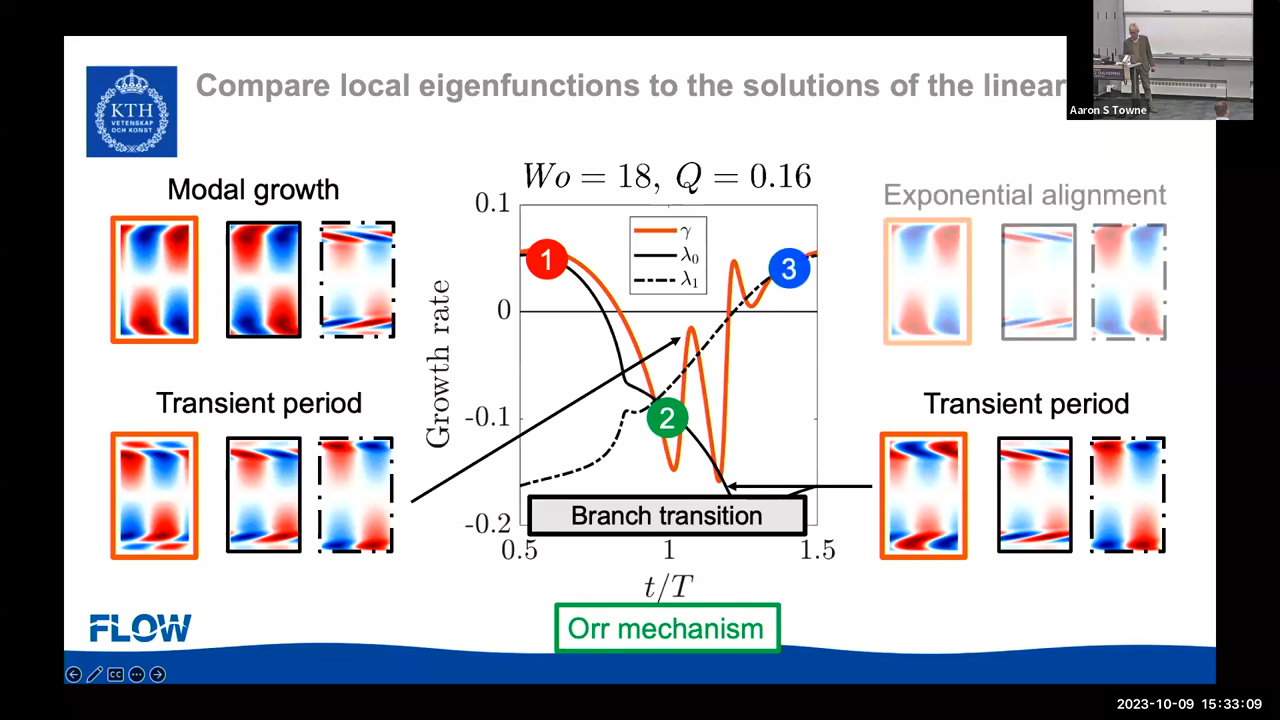 Compare local eigenfunctions to the solutions of the linear
KTH
VETENSKAP
OCH KONST
Aaron S Towne
Modal growth
Wo = 18, Q = 0.16
Exponential alignment
0.1
0
-0.1
-0.2
Growth rate
γ
λ0
λ1
1
2
3
Transient period
Transient period
Branch transition
0.5
1
1.5
t/T
Orr mechanism
FLOW
CC
2023-10-09 15:33:09